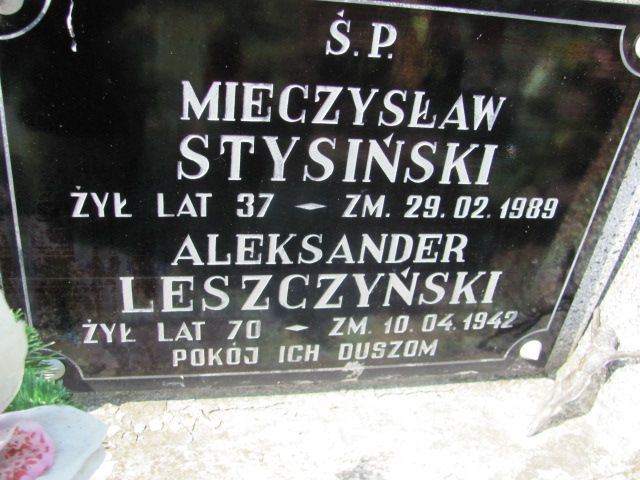 Ś.P.
MIECZYSŁAW
STYSIŃSKI
ŻYŁ LAT 37 - ZM. 29.02.1989
ALEKSANDER
LESZCZYŃSKI
ŻYŁ LAT 70 - ZM. 10.04.1942
POKÓJ ICH DUSZOM